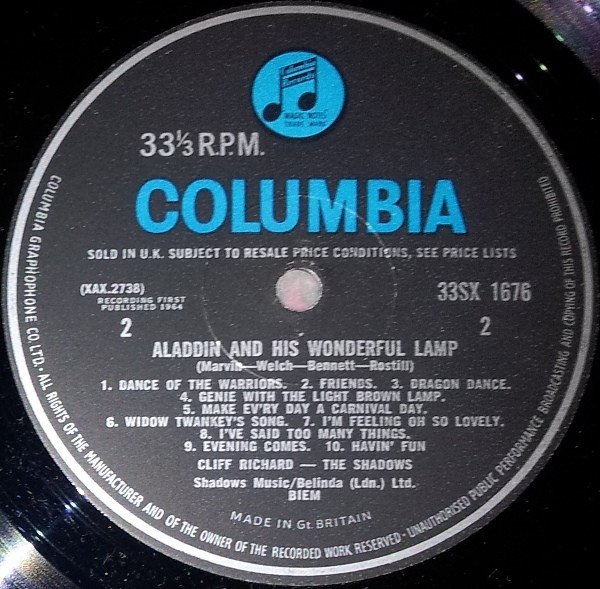 Columbia
Records
MAGIC NOTES
TRADE MARK
33⅓ R.P.M.
COLUMBIA
SOLD IN U.K. SUBJECT TO RESALE PRICE CONDITIONS, SEE PRICE LISTS
(XAX.2738)
RECORDING FIRST
PUBLISHED 1964
33SX 1676
2
2
ALADDIN AND HIS WONDERFUL LAMP
(Marvin—Welch—Bennett—Rostill)
1. DANCE OF THE WARRIORS. 2. FRIENDS. 3. DRAGON DANCE.
4. GENIE WITH THE LIGHT BROWN LAMP.
5. MAKE EV'RY DAY A CARNIVAL DAY.
6. WIDOW TWANKEY'S SONG. 7. I'M FEELING OH SO LOVELY.
8. I'VE SAID TOO MANY THINGS.
9. EVENING COMES. 10. HAVIN' FUN
CLIFF RICHARD — THE SHADOWS
Shadows Music/Belinda (Ldn.) Ltd.
BIEM
MADE IN Gt. BRITAIN
COLUMBIA GRAPHOPHONE CO. LTD. · ALL RIGHTS OF THE MANUFACTURER AND OF THE OWNER OF THE RECORDED WORK RESERVED · UNAUTHORISED PUBLIC PERFORMANCE BROADCASTING AND COPYING OF THIS RECORD PROHIBITED